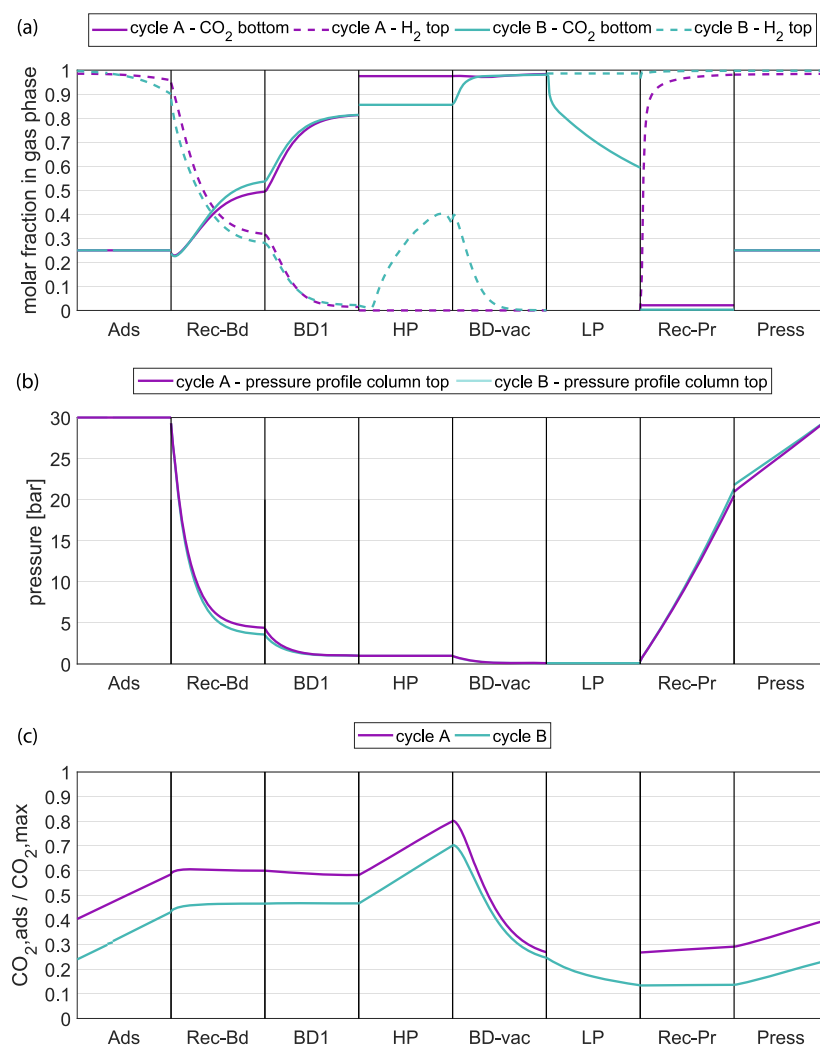 (a)
cycle A - CO2 bottom cycle A - H2 top cycle B - CO2 bottom cycle B - H2 top
molar fraction in gas phase
1
0.9
0.8
0.7
0.6
0.5
0.4
0.3
0.2
0.1
0
Ads Rec-Bd BD1 HP BD-vac LP Rec-Pr Press
(b)
cycle A - pressure profile column top cycle B - pressure profile column top
pressure [bar]
30
25
20
15
10
5
0
Ads Rec-Bd BD1 HP BD-vac LP Rec-Pr Press
(c)
cycle A cycle B
CO2,ads / CO2,max
1
0.9
0.8
0.7
0.6
0.5
0.4
0.3
0.2
0.1
0
Ads Rec-Bd BD1 HP BD-vac LP Rec-Pr Press